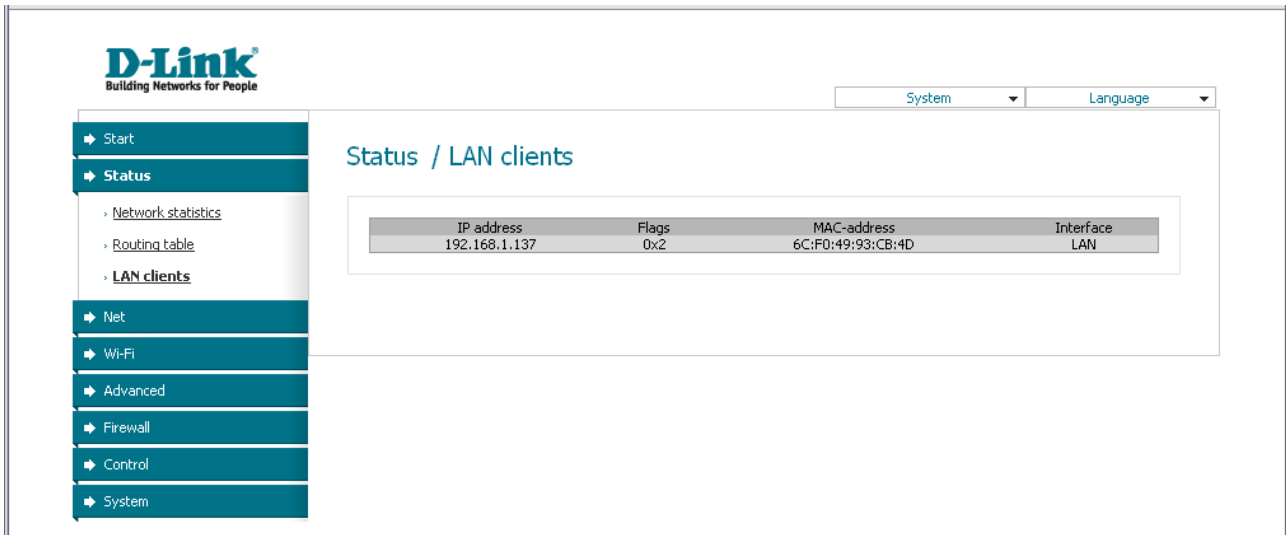 D-Link®
Building Networks for People
System Language
Start
Status
Network statistics
Routing table
LAN clients
Net
Wi-Fi
Advanced
Firewall
Control
System
Status / LAN clients
IP address Flags MAC-address Interface
192.168.1.137 0x2 6C:F0:49:93:CB:4D LAN